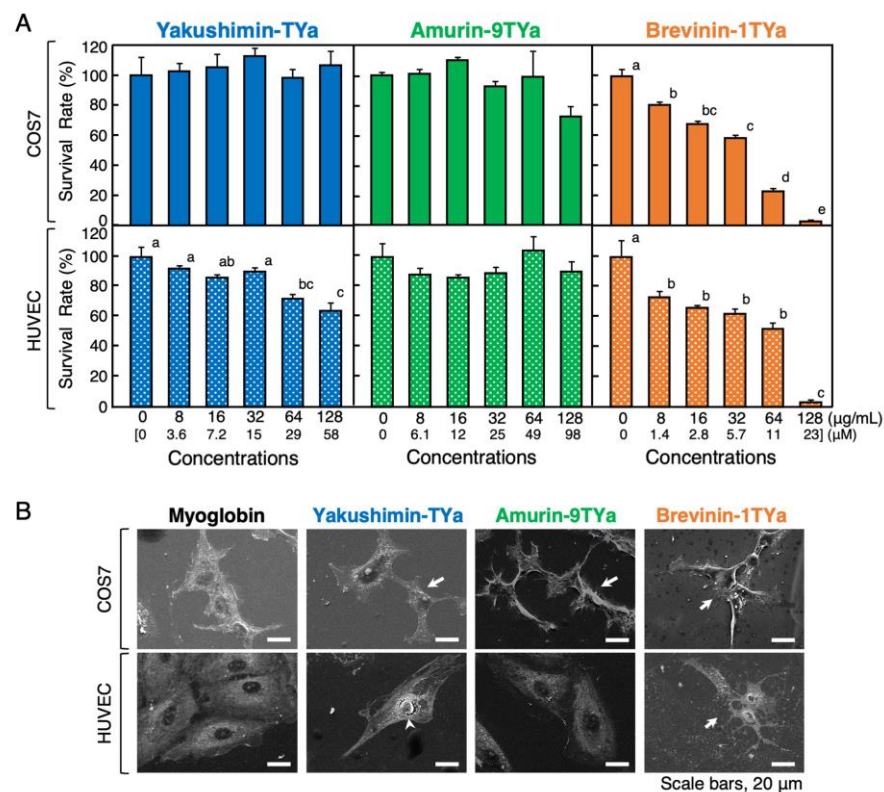 A
Yakushimin-TYa Amurin-9TYa Brevinin-1TYa
COS7
Survival Rate (%)
120
100
80
60
40
20
0
a b bc c d e
HUVEC
Survival Rate (%)
120
100
80
60
40
20
0
a a ab a bc c
a b b b b c
0 8 16 32 64 128 0 8 16 32 64 128 0 8 16 32 64 128 (μg/mL)
[0 3.6 7.2 15 29 58 0 6.1 12 25 49 98 0 1.4 2.8 5.7 11 23] (μM)
Concentrations Concentrations Concentrations
B
Myoglobin Yakushimin-TYa Amurin-9TYa Brevinin-1TYa
COS7
HUVEC
Scale bars, 20 μm